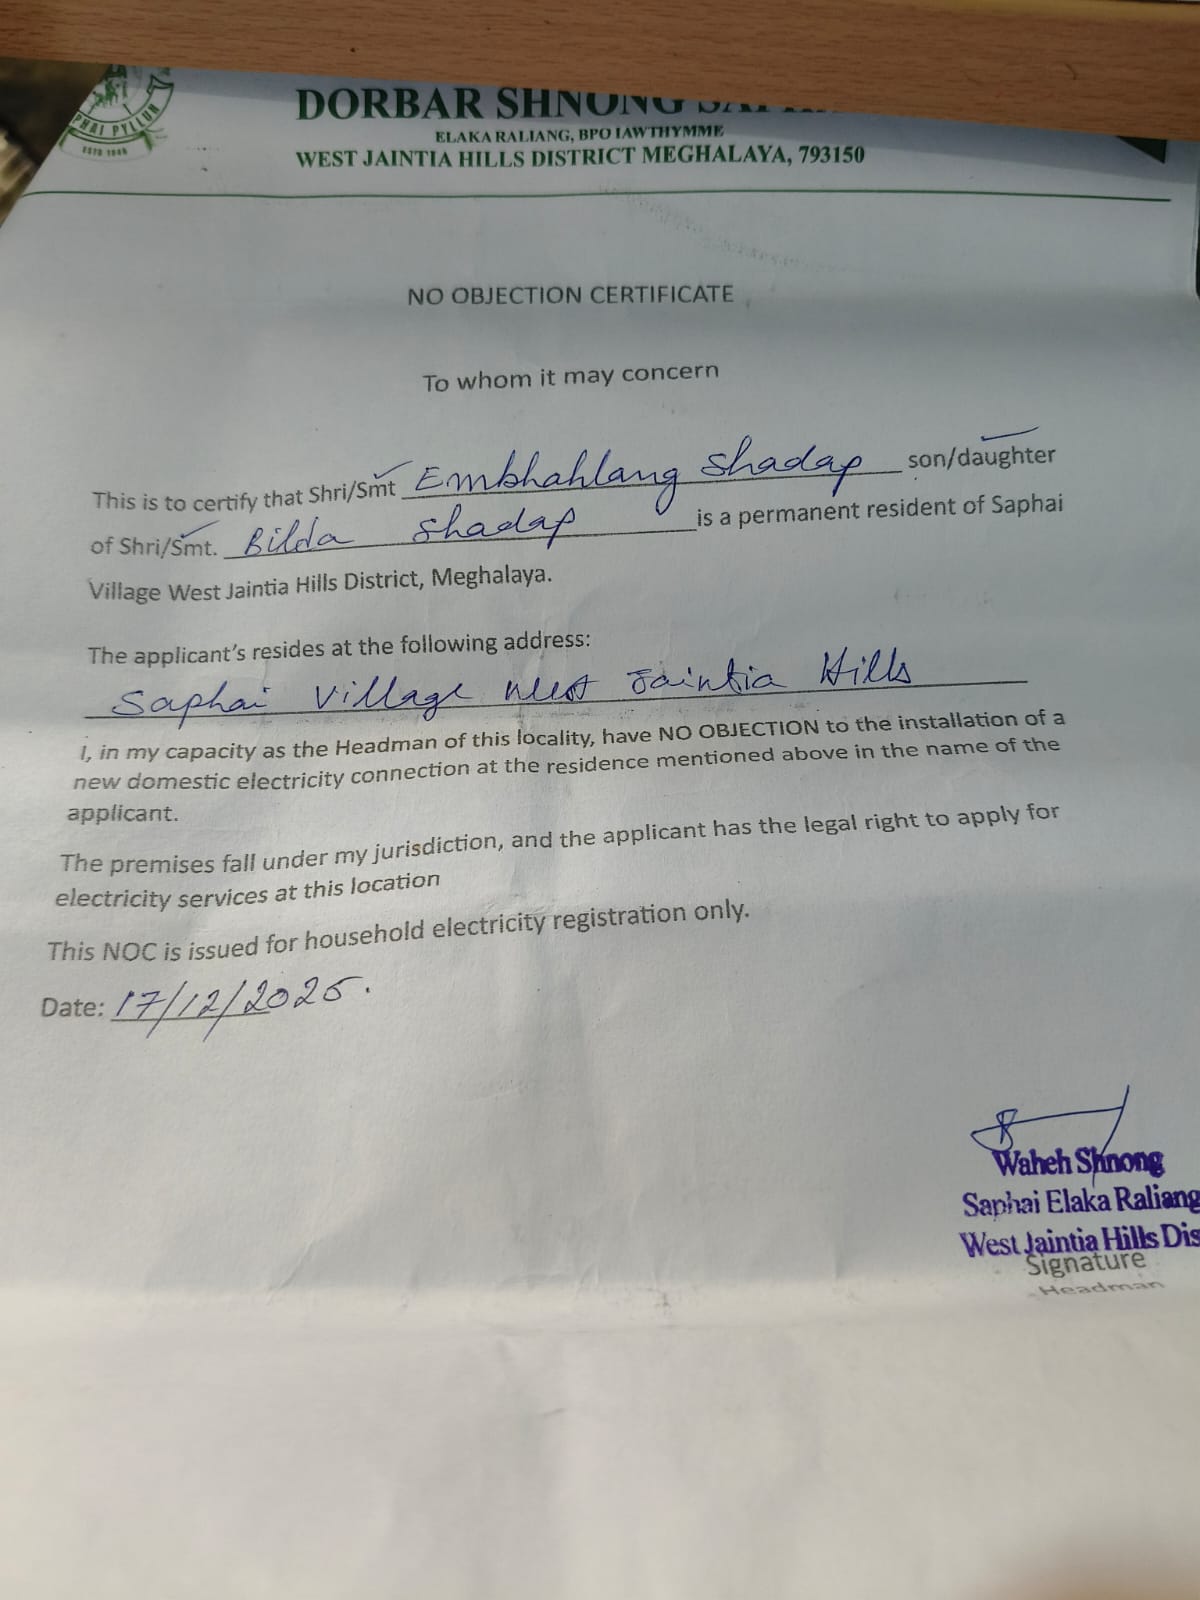 PHAI PYLLUN
ESTD 1948
DORBAR SHNONG
ELAKA RALIANG, BPO IAWTHYMME
WEST JAINTIA HILLS DISTRICT MEGHALAYA, 793150
NO OBJECTION CERTIFICATE
To whom it may concern
This is to certify that Shri/Smt Embhahlang Shadap son/daughter
of Shri/Smt. Bilda Shadap is a permanent resident of Saphai
Village West Jaintia Hills District, Meghalaya.
The applicant's resides at the following address:
Saphai Village West Jaintia Hills
I, in my capacity as the Headman of this locality, have NO OBJECTION to the installation of a
new domestic electricity connection at the residence mentioned above in the name of the
applicant.
The premises fall under my jurisdiction, and the applicant has the legal right to apply for
electricity services at this location
This NOC is issued for household electricity registration only.
Date: 17/12/2025.
Waheh Shnong
Saphai Elaka Raliang
West Jaintia Hills Dis
Signature
Headman